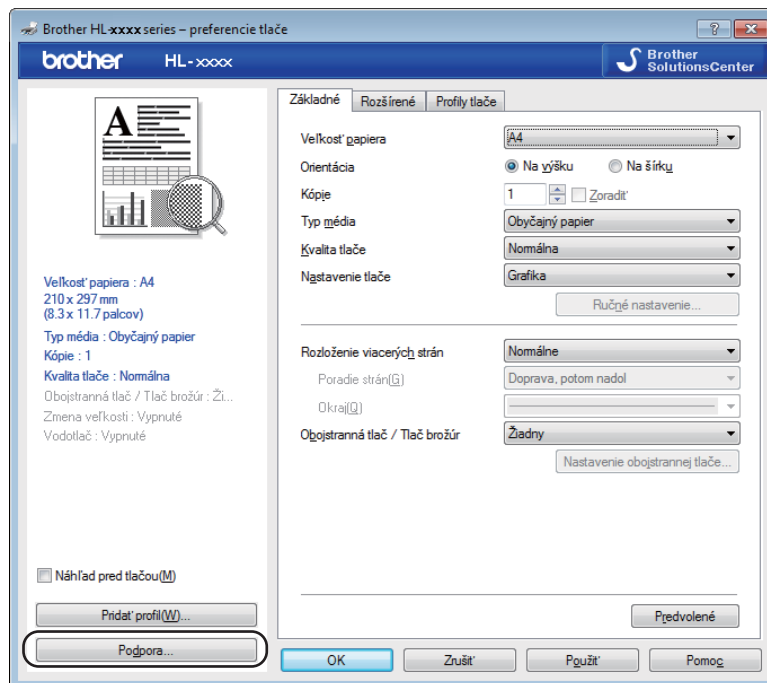 Brother HL-xxxx series – preferencie tlače
brother HL-xxxx
Brother
SolutionsCenter
A
Veľkosť papiera : A4
210 x 297 mm
(8.3 x 11.7 palcov)
Typ média : Obyčajný papier
Kópie : 1
Kvalita tlače : Normálna
Obojstranná tlač / Tlač brožúr : Ži...
Zmena veľkosti : Vypnuté
Vodotlač : Vypnuté
Náhľad pred tlačou(M)
Pridať profil(W)...
Podpora...
Základné Rozšírené Profily tlače
Veľkosť papiera A4
Orientácia Na výšku Na šírku
Kópie 1 Zoradiť
Typ média Obyčajný papier
Kvalita tlače Normálna
Nastavenie tlače Grafika
Ručné nastavenie...
Rozloženie viacerých strán Normálne
Poradie strán(G) Doprava, potom nadol
Okraj(Q)
Obojstranná tlač / Tlač brožúr Žiadny
Nastavenie obojstrannej tlače...
Predvolené
OK Zrušiť Použiť Pomoc